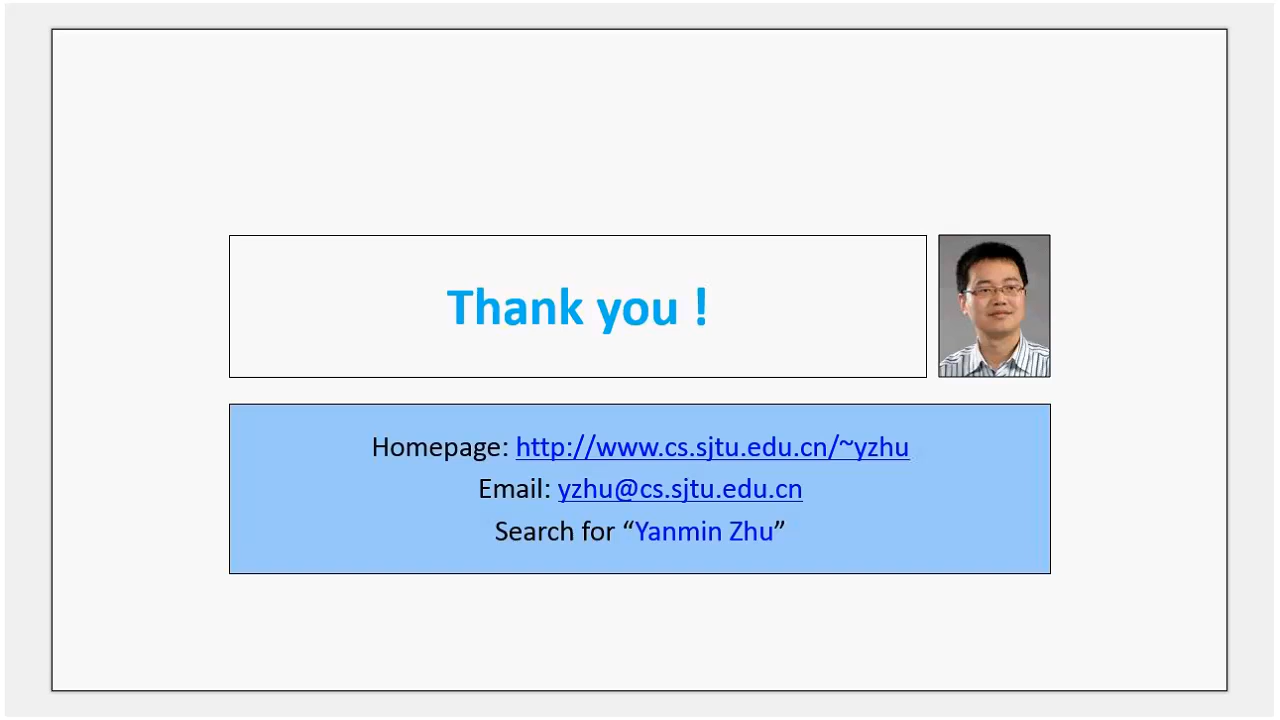 Thank you !
Homepage: http://www.cs.sjtu.edu.cn/~yzhu
Email: yzhu@cs.sjtu.edu.cn
Search for “Yanmin Zhu”